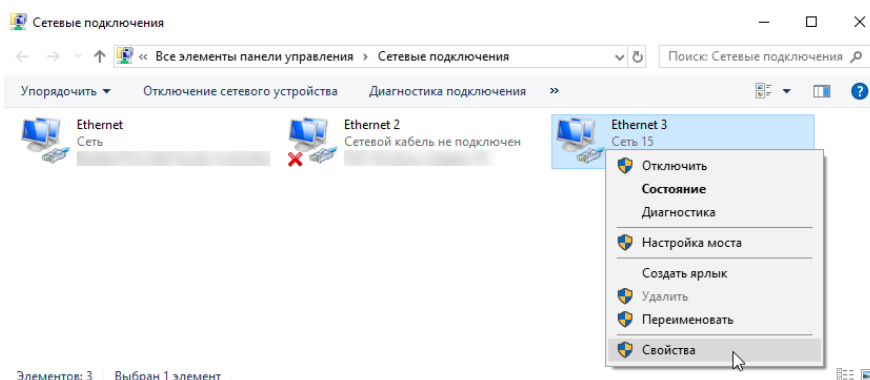 Сетевые подключения
« Все элементы панели управления › Сетевые подключения
Поиск: Сетевые подключения
Упорядочить
Отключение сетевого устройства
Диагностика подключения
»
Ethernet
Сеть
Ethernet 2
Сетевой кабель не подключен
Ethernet 3
Сеть 15
Отключить
Состояние
Диагностика
Настройка моста
Создать ярлык
Удалить
Переименовать
Свойства
Элементов: 3
Выбран 1 элемент